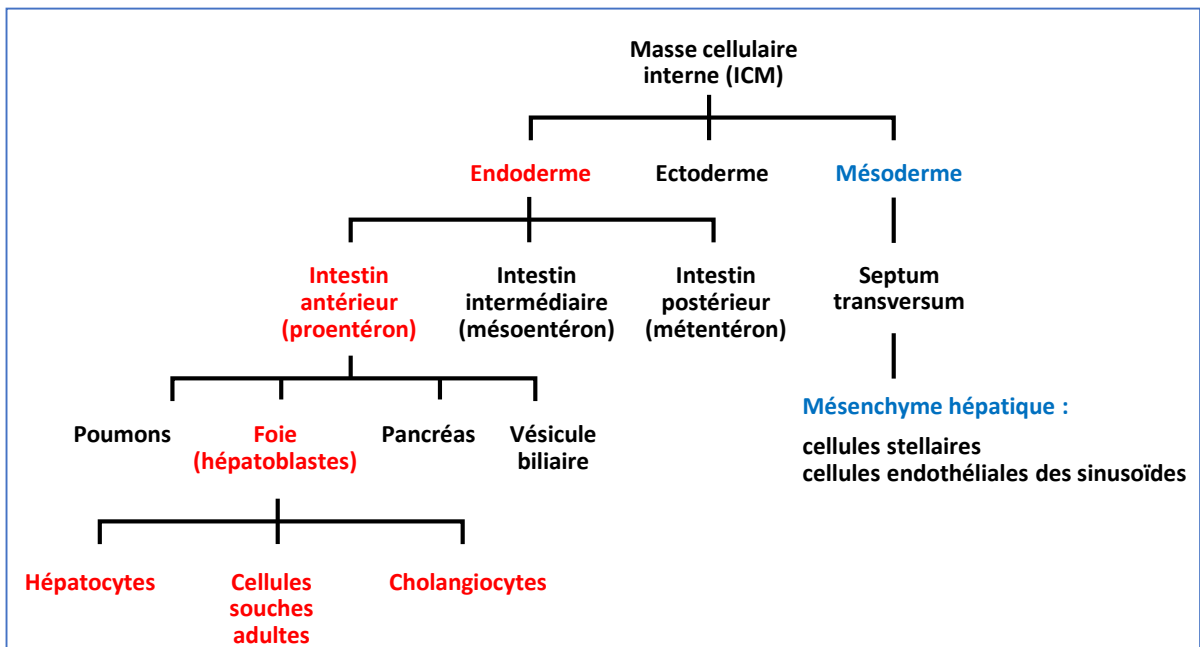 Masse cellulaire
interne (ICM)
Endoderme
Ectoderme
Mésoderme
Intestin
antérieur
(proentéron)
Intestin
intermédiaire
(mésoentéron)
Intestin
postérieur
(métentéron)
Septum
transversum
Poumons
Foie
(hépatoblastes)
Pancréas
Vésicule
biliaire
Mésenchyme hépatique :
cellules stellaires
cellules endothéliales des sinusoïdes
Hépatocytes
Cellules
souches
adultes
Cholangiocytes